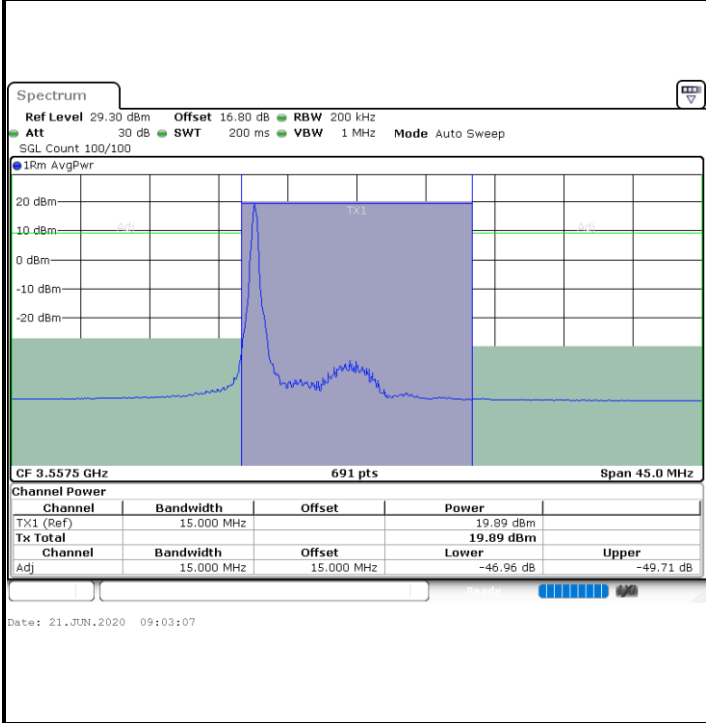 Spectrum
Ref Level 29.30 dBm Offset 16.80 dB RBW 200 kHz
Att 30 dB SWT 200 ms VBW 1 MHz Mode Auto Sweep
SGL Count 100/100
1Rm AvgPwr
20 dBm
TX1
Adj Adj
10 dBm
0 dBm
-10 dBm
-20 dBm
CF 3.5575 GHz 691 pts Span 45.0 MHz
Channel Power
Channel Bandwidth Offset Power
TX1 (Ref) 15.000 MHz 19.89 dBm
Tx Total 19.89 dBm
Channel Bandwidth Offset Lower Upper
Adj 15.000 MHz 15.000 MHz -46.96 dB -49.71 dB
Ready
Date: 21.JUN.2020 09:03:07